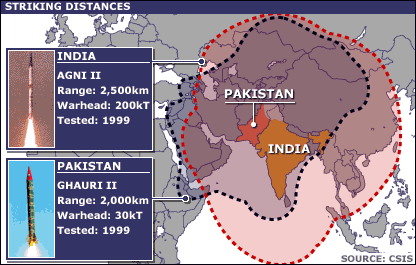 STRIKING DISTANCES
INDIA
AGNI II
Range: 2,500km
Warhead: 200kT
Tested: 1999
PAKISTAN
GHAURI II
Range: 2,000km
Warhead: 30kT
Tested: 1999
PAKISTAN
INDIA
SOURCE: CSIS